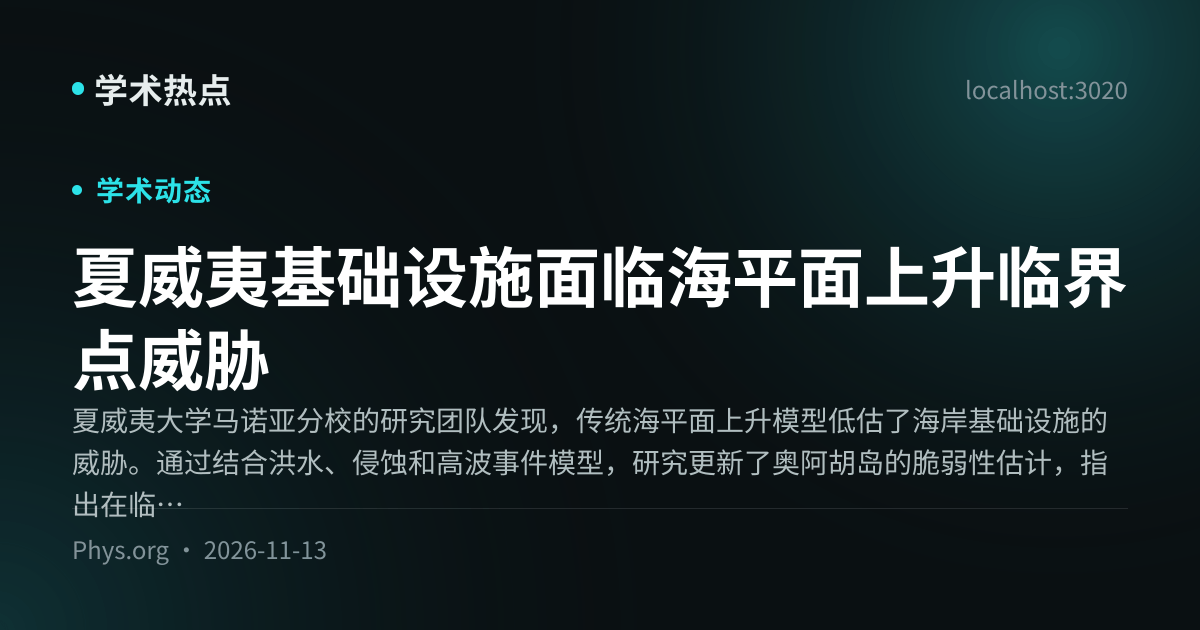 学术热点
localhost:3020
学术动态
夏威夷基础设施面临海平面上升临界
点威胁
夏威夷大学马诺亚分校的研究团队发现，传统海平面上升模型低估了海岸基础设施的
威胁。通过结合洪水、侵蚀和高波事件模型，研究更新了奥阿胡岛的脆弱性估计，指
出在临…
Phys.org • 2026-11-13